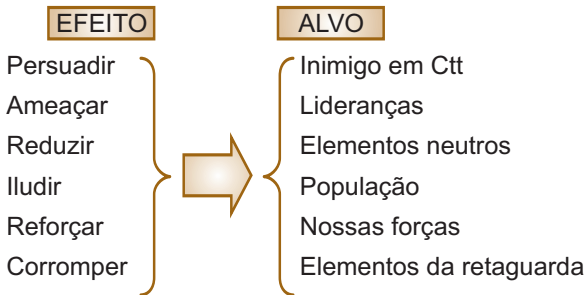 EFEITO ALVO
Persuadir Inimigo em Ctt
Ameaçar Lideranças
Reduzir Elementos neutros
Iludir População
Reforçar Nossas forças
Corromper Elementos da retaguarda